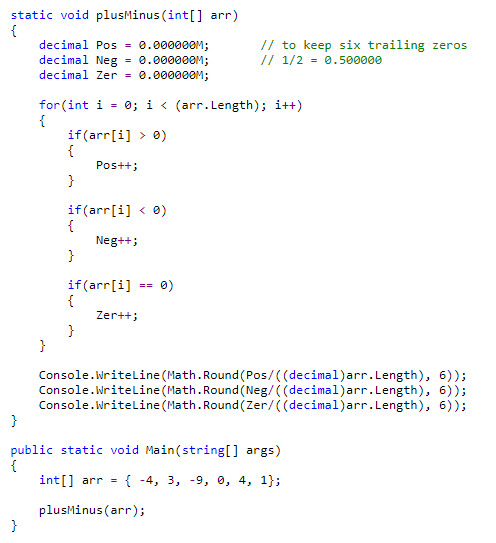 static void plusMinus(int[] arr)
{
    decimal Pos = 0.000000M;       // to keep six trailing zeros
    decimal Neg = 0.000000M;       // 1/2 = 0.500000
    decimal Zer = 0.000000M;

    for(int i = 0; i < (arr.Length); i++)
    {
        if(arr[i] > 0)
        {
            Pos++;
        }

        if(arr[i] < 0)
        {
            Neg++;
        }

        if(arr[i] == 0)
        {
            Zer++;
        }
    }

    Console.WriteLine(Math.Round(Pos/((decimal)arr.Length), 6));
    Console.WriteLine(Math.Round(Neg/((decimal)arr.Length), 6));
    Console.WriteLine(Math.Round(Zer/((decimal)arr.Length), 6));
}

public static void Main(string[] args)
{
    int[] arr = { -4, 3, -9, 0, 4, 1};

    plusMinus(arr);
}